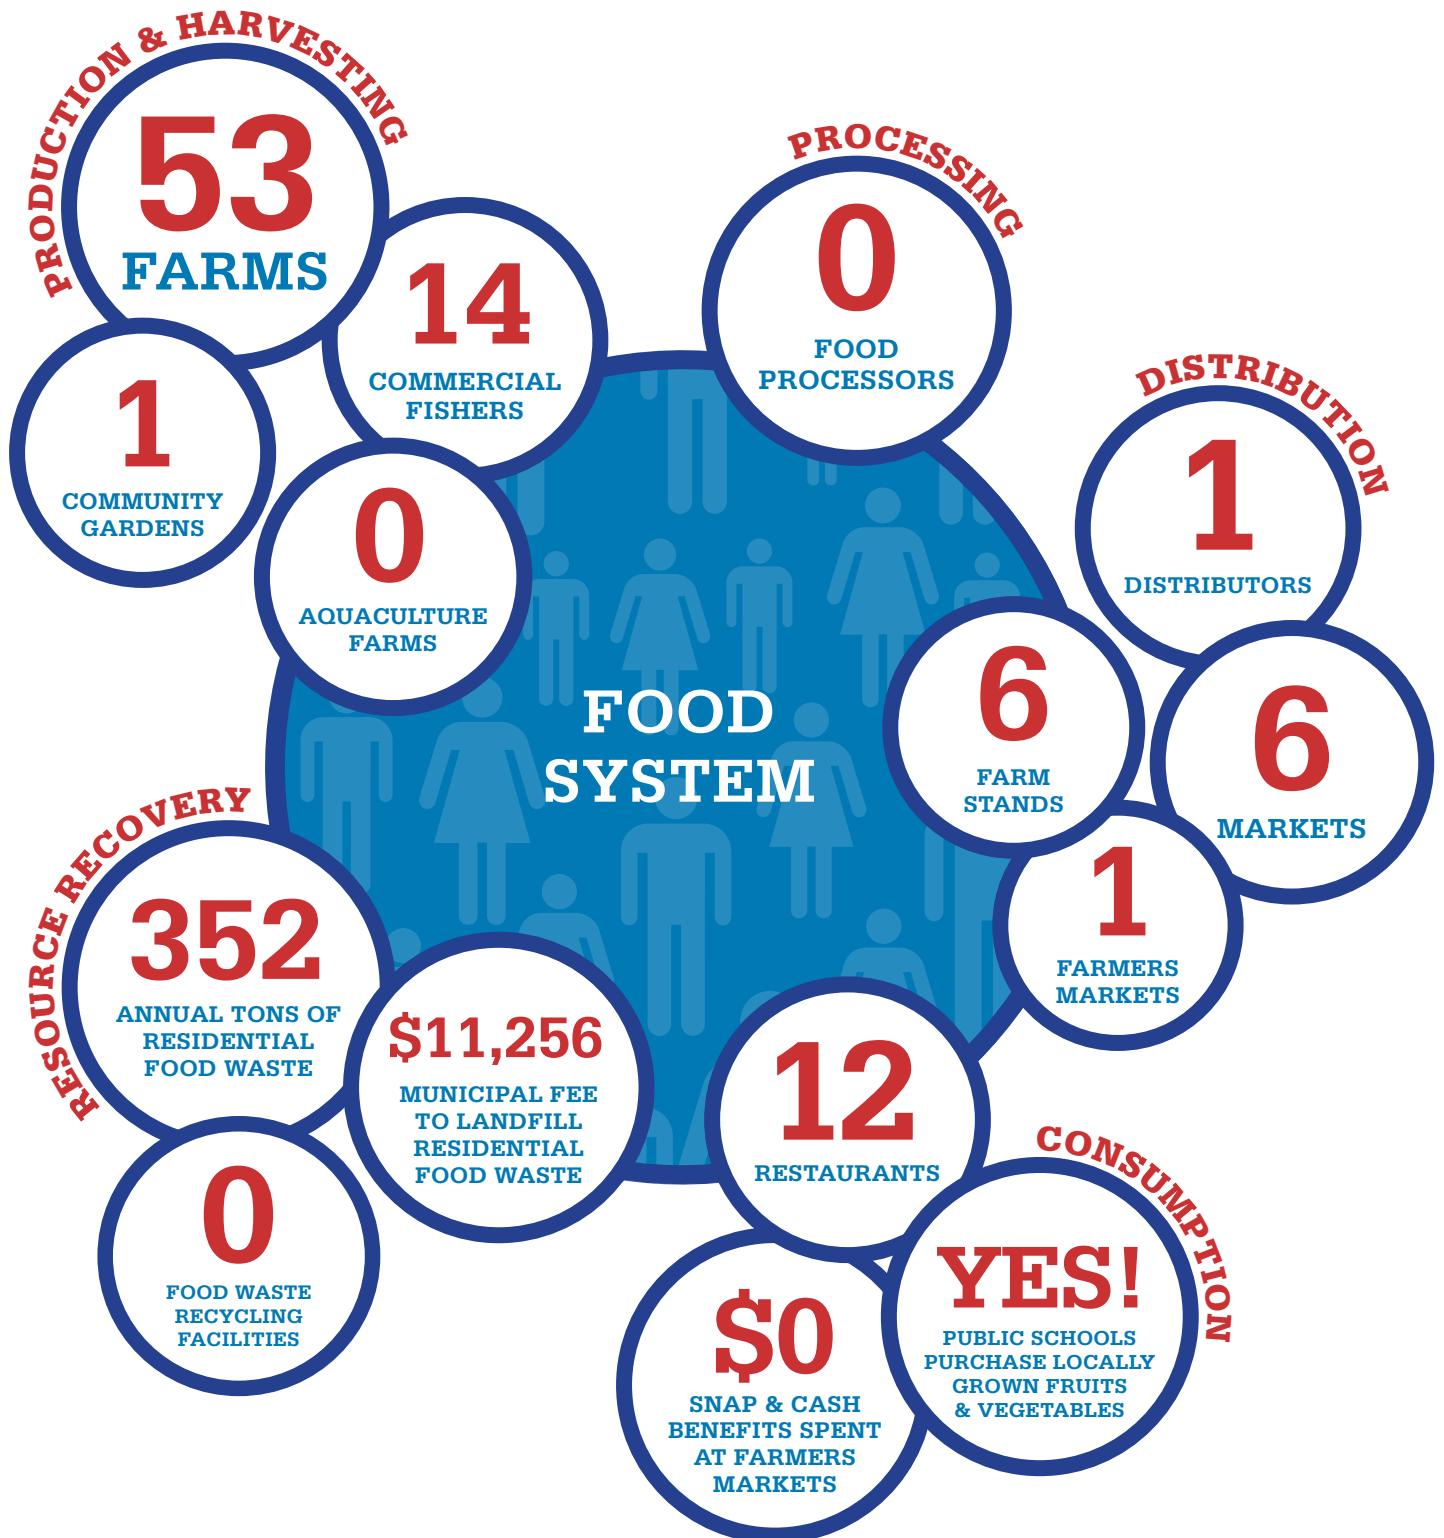 PRODUCTION & HARVESTING
53
FARMS
14
COMMERCIAL
FISHERS
1
COMMUNITY
GARDENS
0
AQUACULTURE
FARMS
PROCESSING
0
FOOD
PROCESSORS
DISTRIBUTION
1
DISTRIBUTORS
6
FARM
STANDS
6
MARKETS
1
FARMERS
MARKETS
FOOD
SYSTEM
RESOURCE RECOVERY
352
ANNUAL TONS OF
RESIDENTIAL
FOOD WASTE
$11,256
MUNICIPAL FEE
TO LANDFILL
RESIDENTIAL
FOOD WASTE
0
FOOD WASTE
RECYCLING
FACILITIES
12
RESTAURANTS
CONSUMPTION
YES!
PUBLIC SCHOOLS
PURCHASE LOCALLY
GROWN FRUITS
& VEGETABLES
$0
SNAP & CASH
BENEFITS SPENT
AT FARMERS
MARKETS